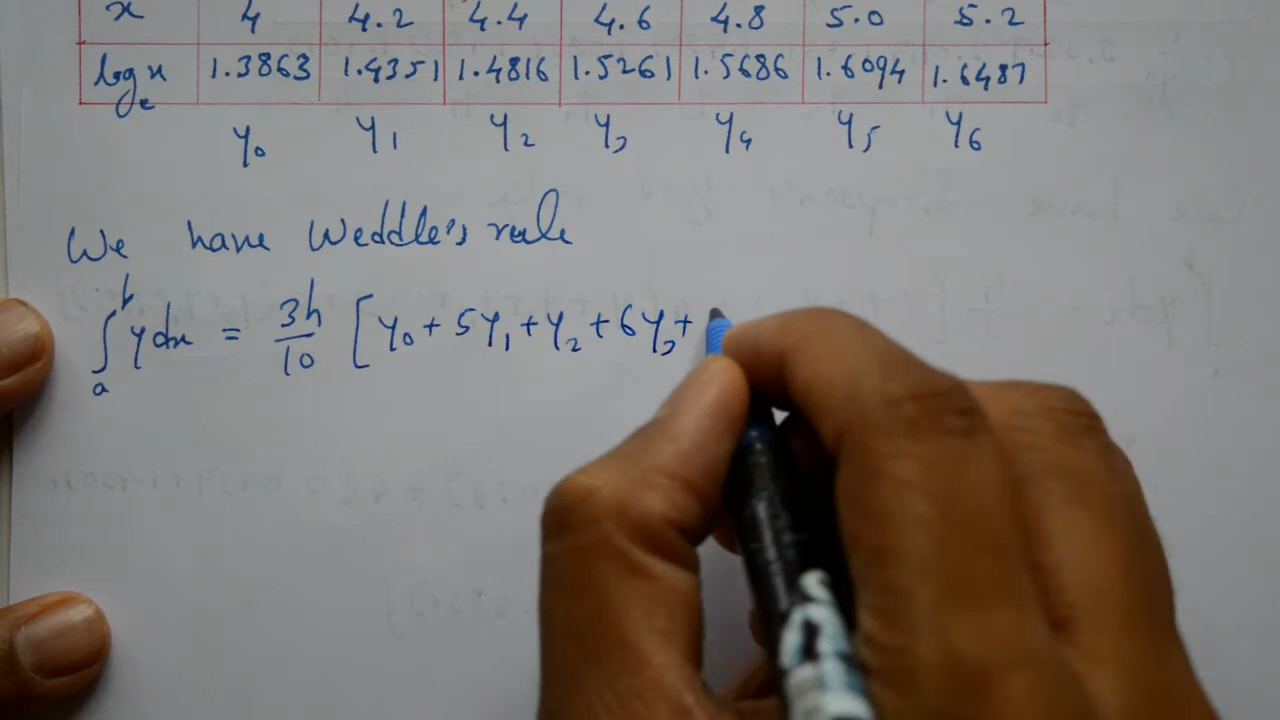 x 4 4.2 4.4 4.6 4.8 5.0 5.2
logₑx 1.3863 1.4351 1.4816 1.5261 1.5686 1.6094 1.6487
y₀ y₁ y₂ y₃ y₄ y₅ y₆
We have Weddle's rule
∫ₐᵇ ydx = 3h/10 [y₀ + 5y₁ + y₂ + 6y₃ +